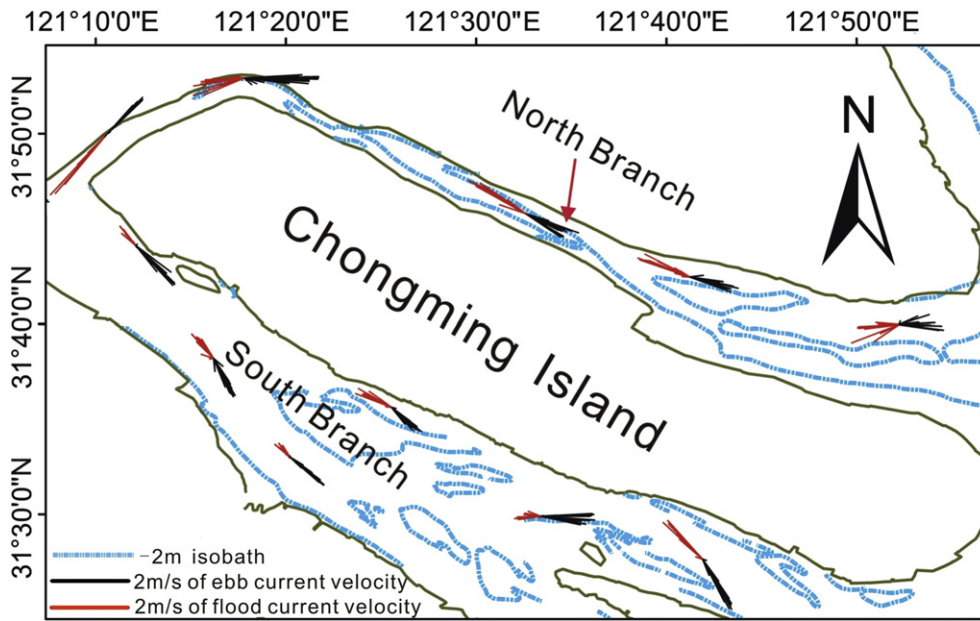 121°10'0"E 121°20'0"E 121°30'0"E 121°40'0"E 121°50'0"E
31°50'0"N
31°40'0"N
31°30'0"N
North Branch
N
Chongming Island
South Branch
-2m isobath
2m/s of ebb current velocity
2m/s of flood current velocity